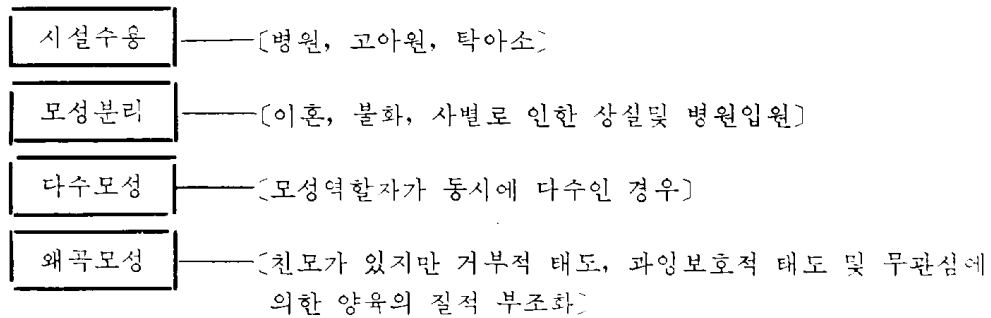 시설수용 〔병원, 고아원, 탁아소〕
모성분리 〔이혼, 불화, 사별로 인한 상실및 병원입원〕
다수모성 〔모성역할자가 동시에 다수인 경우〕
왜곡모성 〔친모가 있지만 거부적 태도, 과잉보호적 태도 및 무관심에
의한 양육의 질적 부조화〕